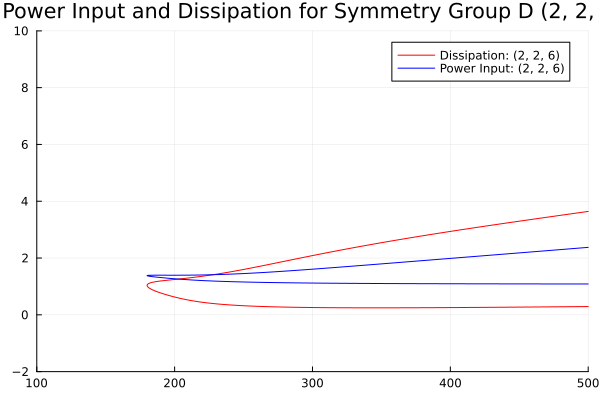 Power Input and Dissipation for Symmetry Group D (2, 2,
10
Dissipation: (2, 2, 6)
Power Input: (2, 2, 6)
8
6
4
2
0
−2
100 200 300 400 500